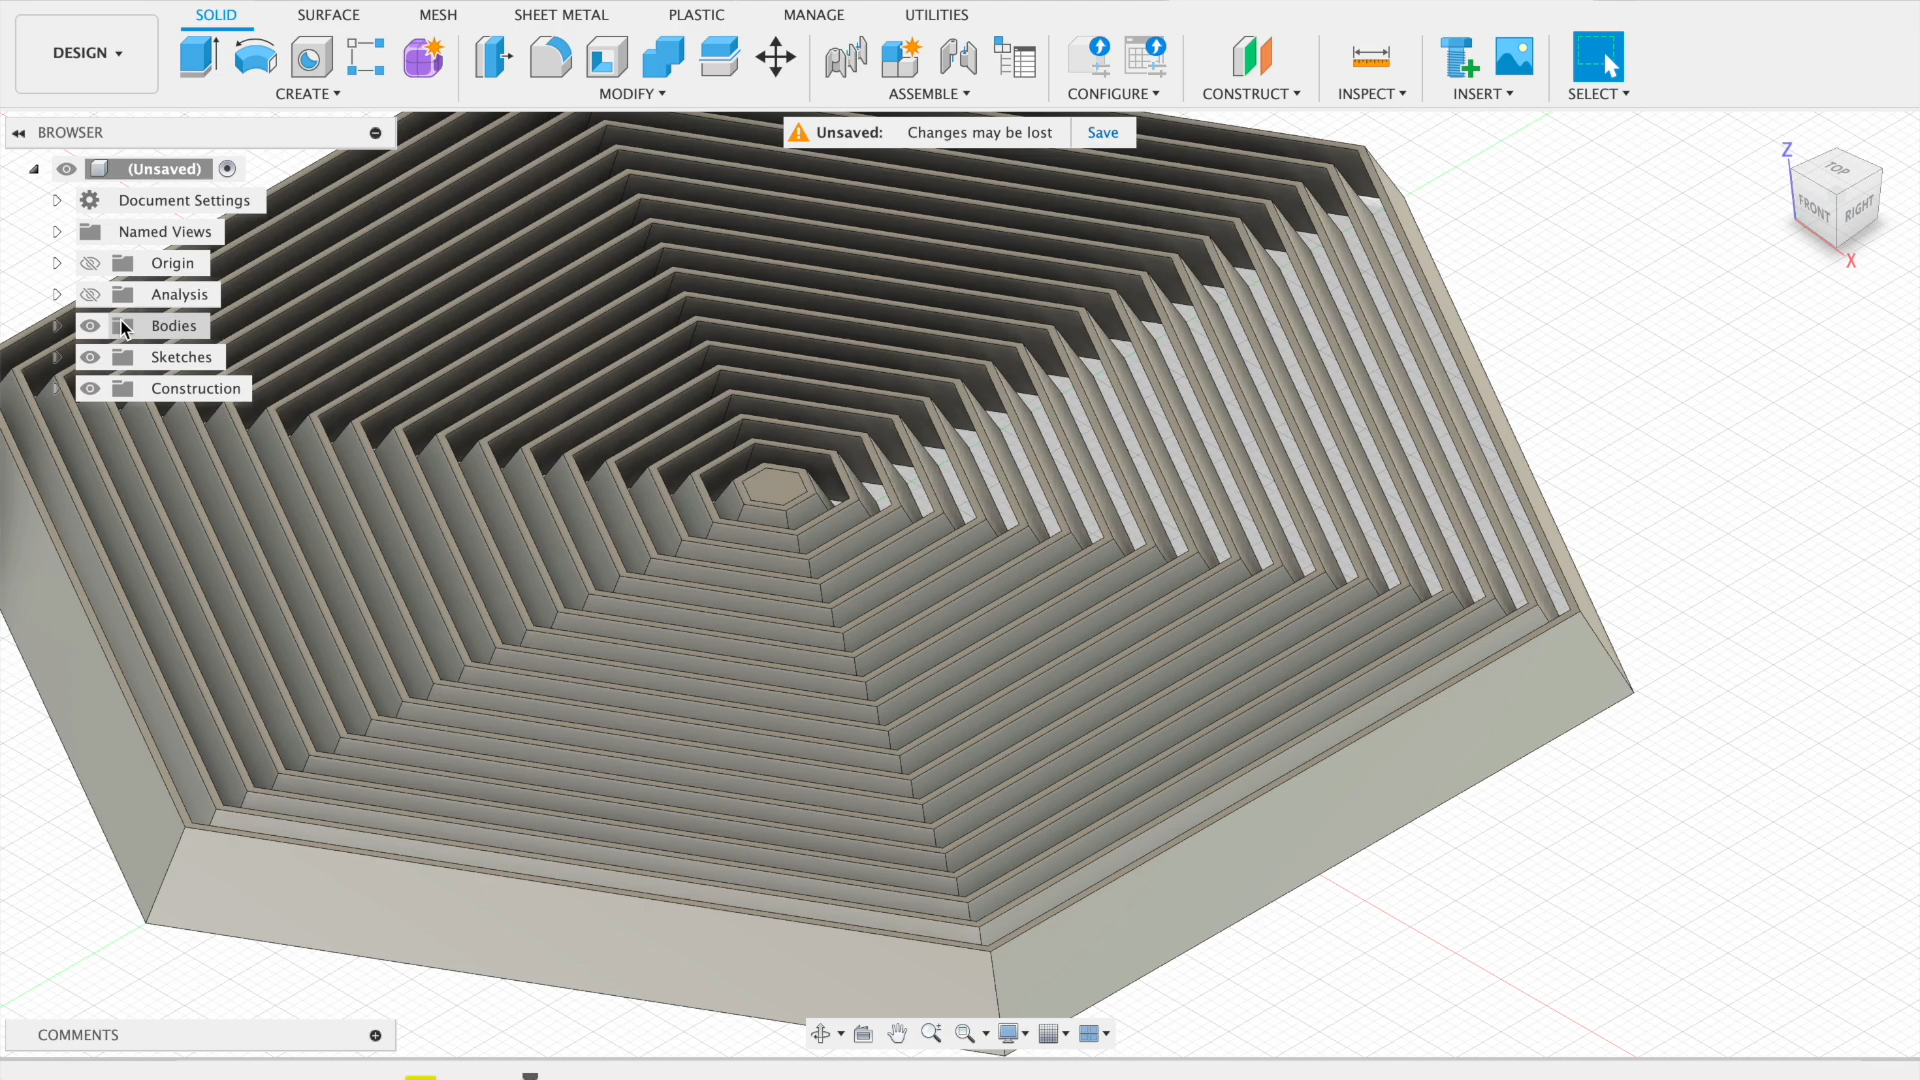 SOLID SURFACE MESH SHEET METAL PLASTIC MANAGE UTILITIES
DESIGN
CREATE MODIFY ASSEMBLE CONFIGURE CONSTRUCT INSPECT INSERT SELECT
BROWSER
Unsaved: Changes may be lost Save
(Unsaved)
Document Settings
Named Views
Origin
Analysis
Bodies
Sketches
Construction
Z
TOP
FRONT RIGHT
X
COMMENTS